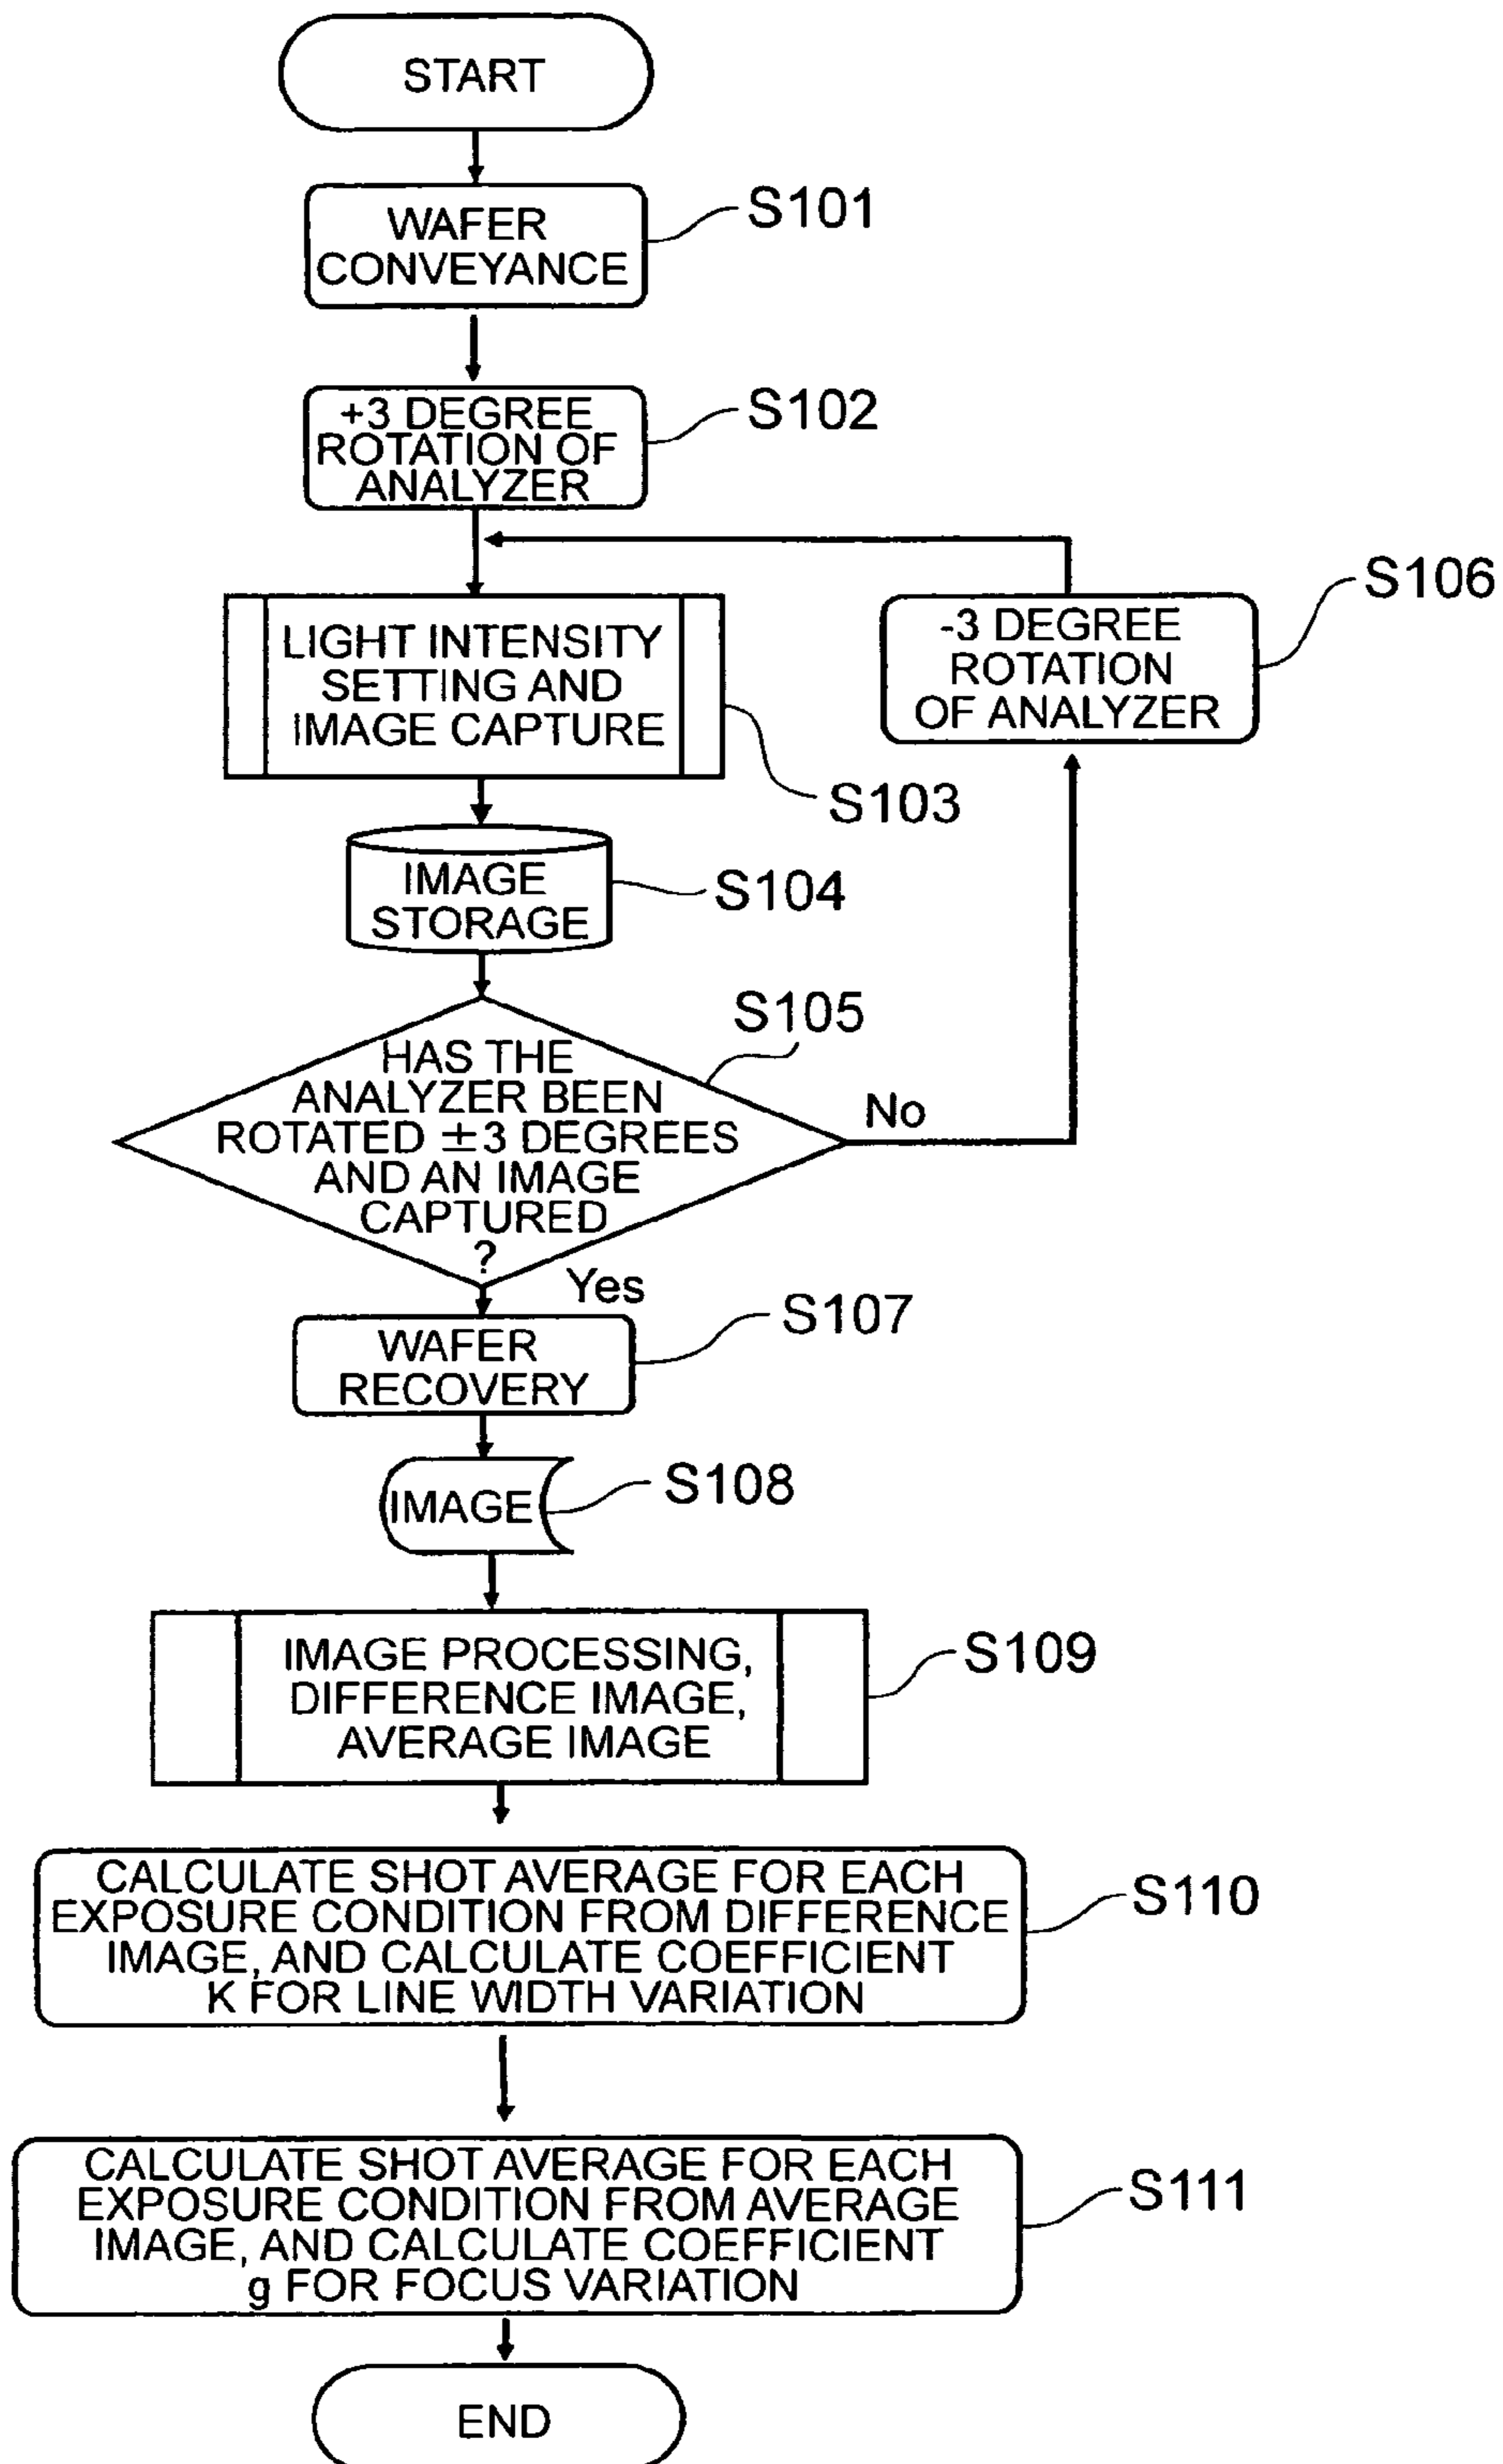 START
WAFER
CONVEYANCE
S101
+3 DEGREE
ROTATION OF
ANALYZER
S102
LIGHT INTENSITY
SETTING AND
IMAGE CAPTURE
S103
-3 DEGREE
ROTATION
OF ANALYZER
S106
IMAGE
STORAGE
S104
HAS THE
ANALYZER BEEN
ROTATED ±3 DEGREES
AND AN IMAGE
CAPTURED
?
S105
No
Yes
WAFER
RECOVERY
S107
IMAGE
S108
IMAGE PROCESSING,
DIFFERENCE IMAGE,
AVERAGE IMAGE
S109
CALCULATE SHOT AVERAGE FOR EACH
EXPOSURE CONDITION FROM DIFFERENCE
IMAGE, AND CALCULATE COEFFICIENT
K FOR LINE WIDTH VARIATION
S110
CALCULATE SHOT AVERAGE FOR EACH
EXPOSURE CONDITION FROM AVERAGE
IMAGE, AND CALCULATE COEFFICIENT
g FOR FOCUS VARIATION
S111
END